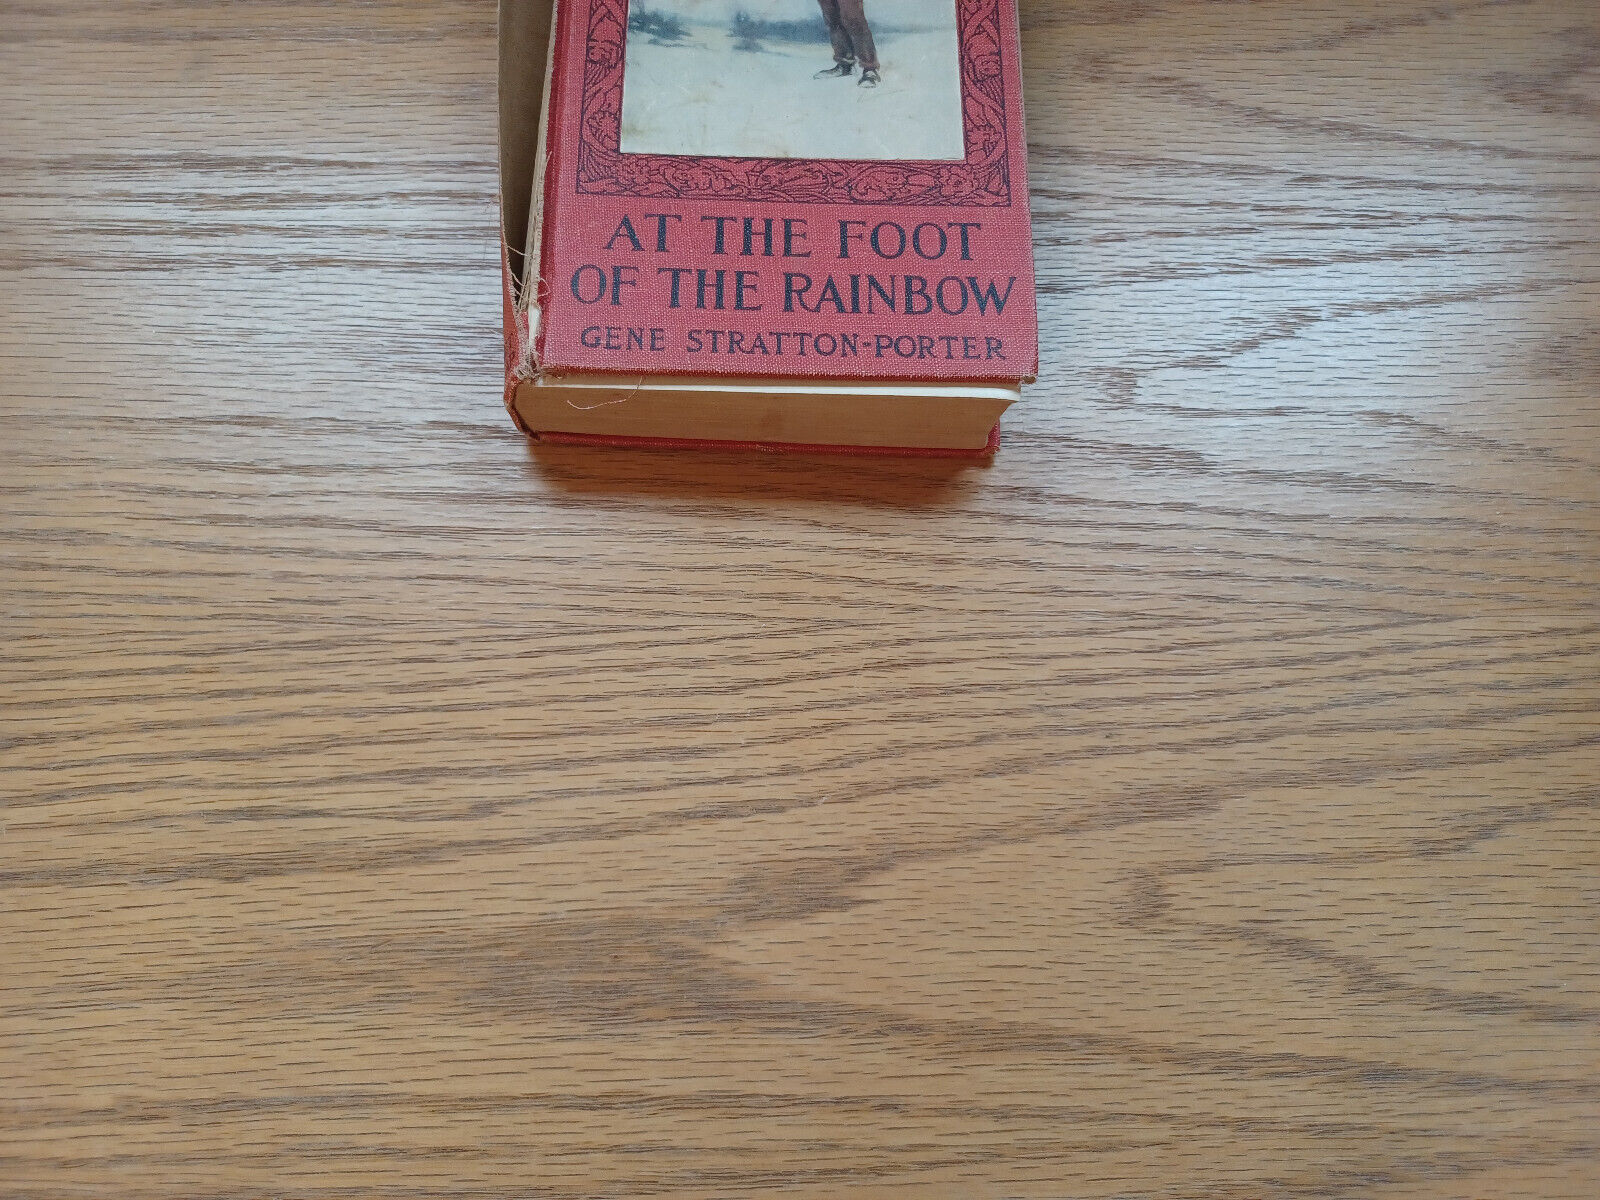 AT THE FOOT
OF THE RAINBOW
GENE STRATTON-PORTER